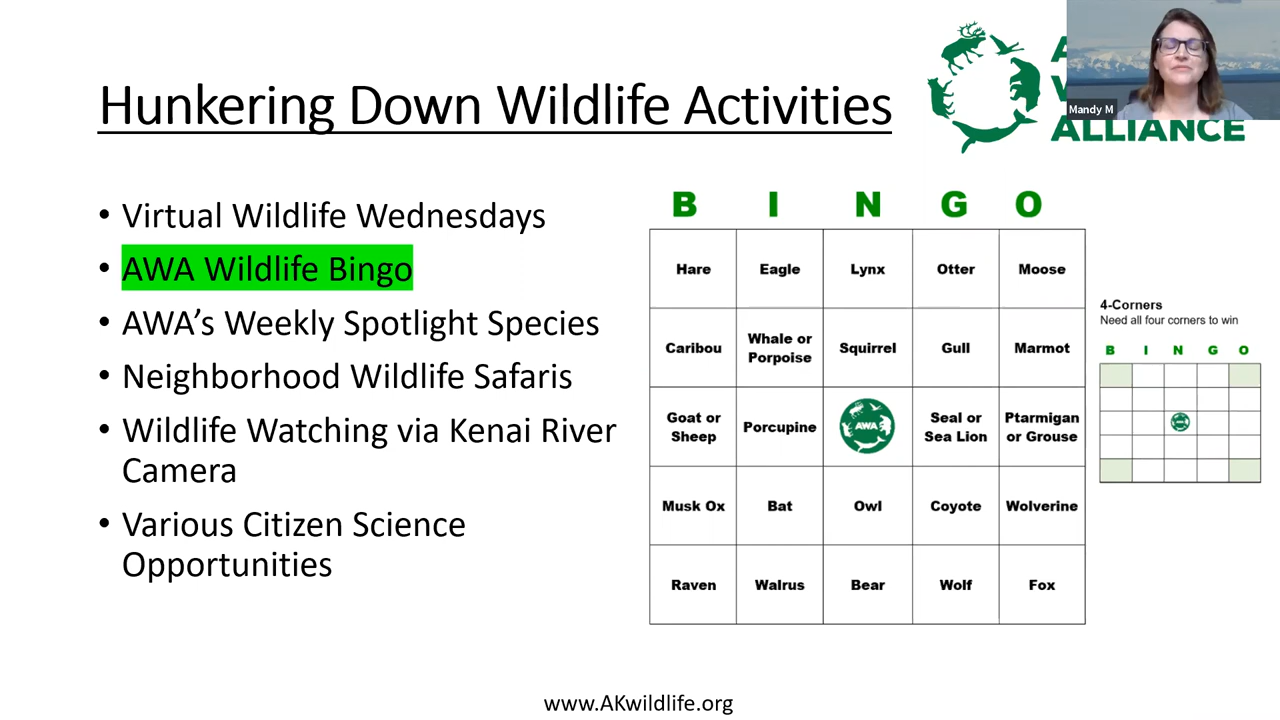 Hunkering Down Wildlife Activities
ALLIANCE
Mandy M
• Virtual Wildlife Wednesdays
• AWA Wildlife Bingo
• AWA’s Weekly Spotlight Species
• Neighborhood Wildlife Safaris
• Wildlife Watching via Kenai River
Camera
• Various Citizen Science
Opportunities
B I N G O
Hare Eagle Lynx Otter Moose
Caribou Whale or Porpoise Squirrel Gull Marmot
Goat or Sheep Porcupine AWA Seal or Sea Lion Ptarmigan or Grouse
Musk Ox Bat Owl Coyote Wolverine
Raven Walrus Bear Wolf Fox
4-Corners
Need all four corners to win
B I N G O
www.AKwildlife.org